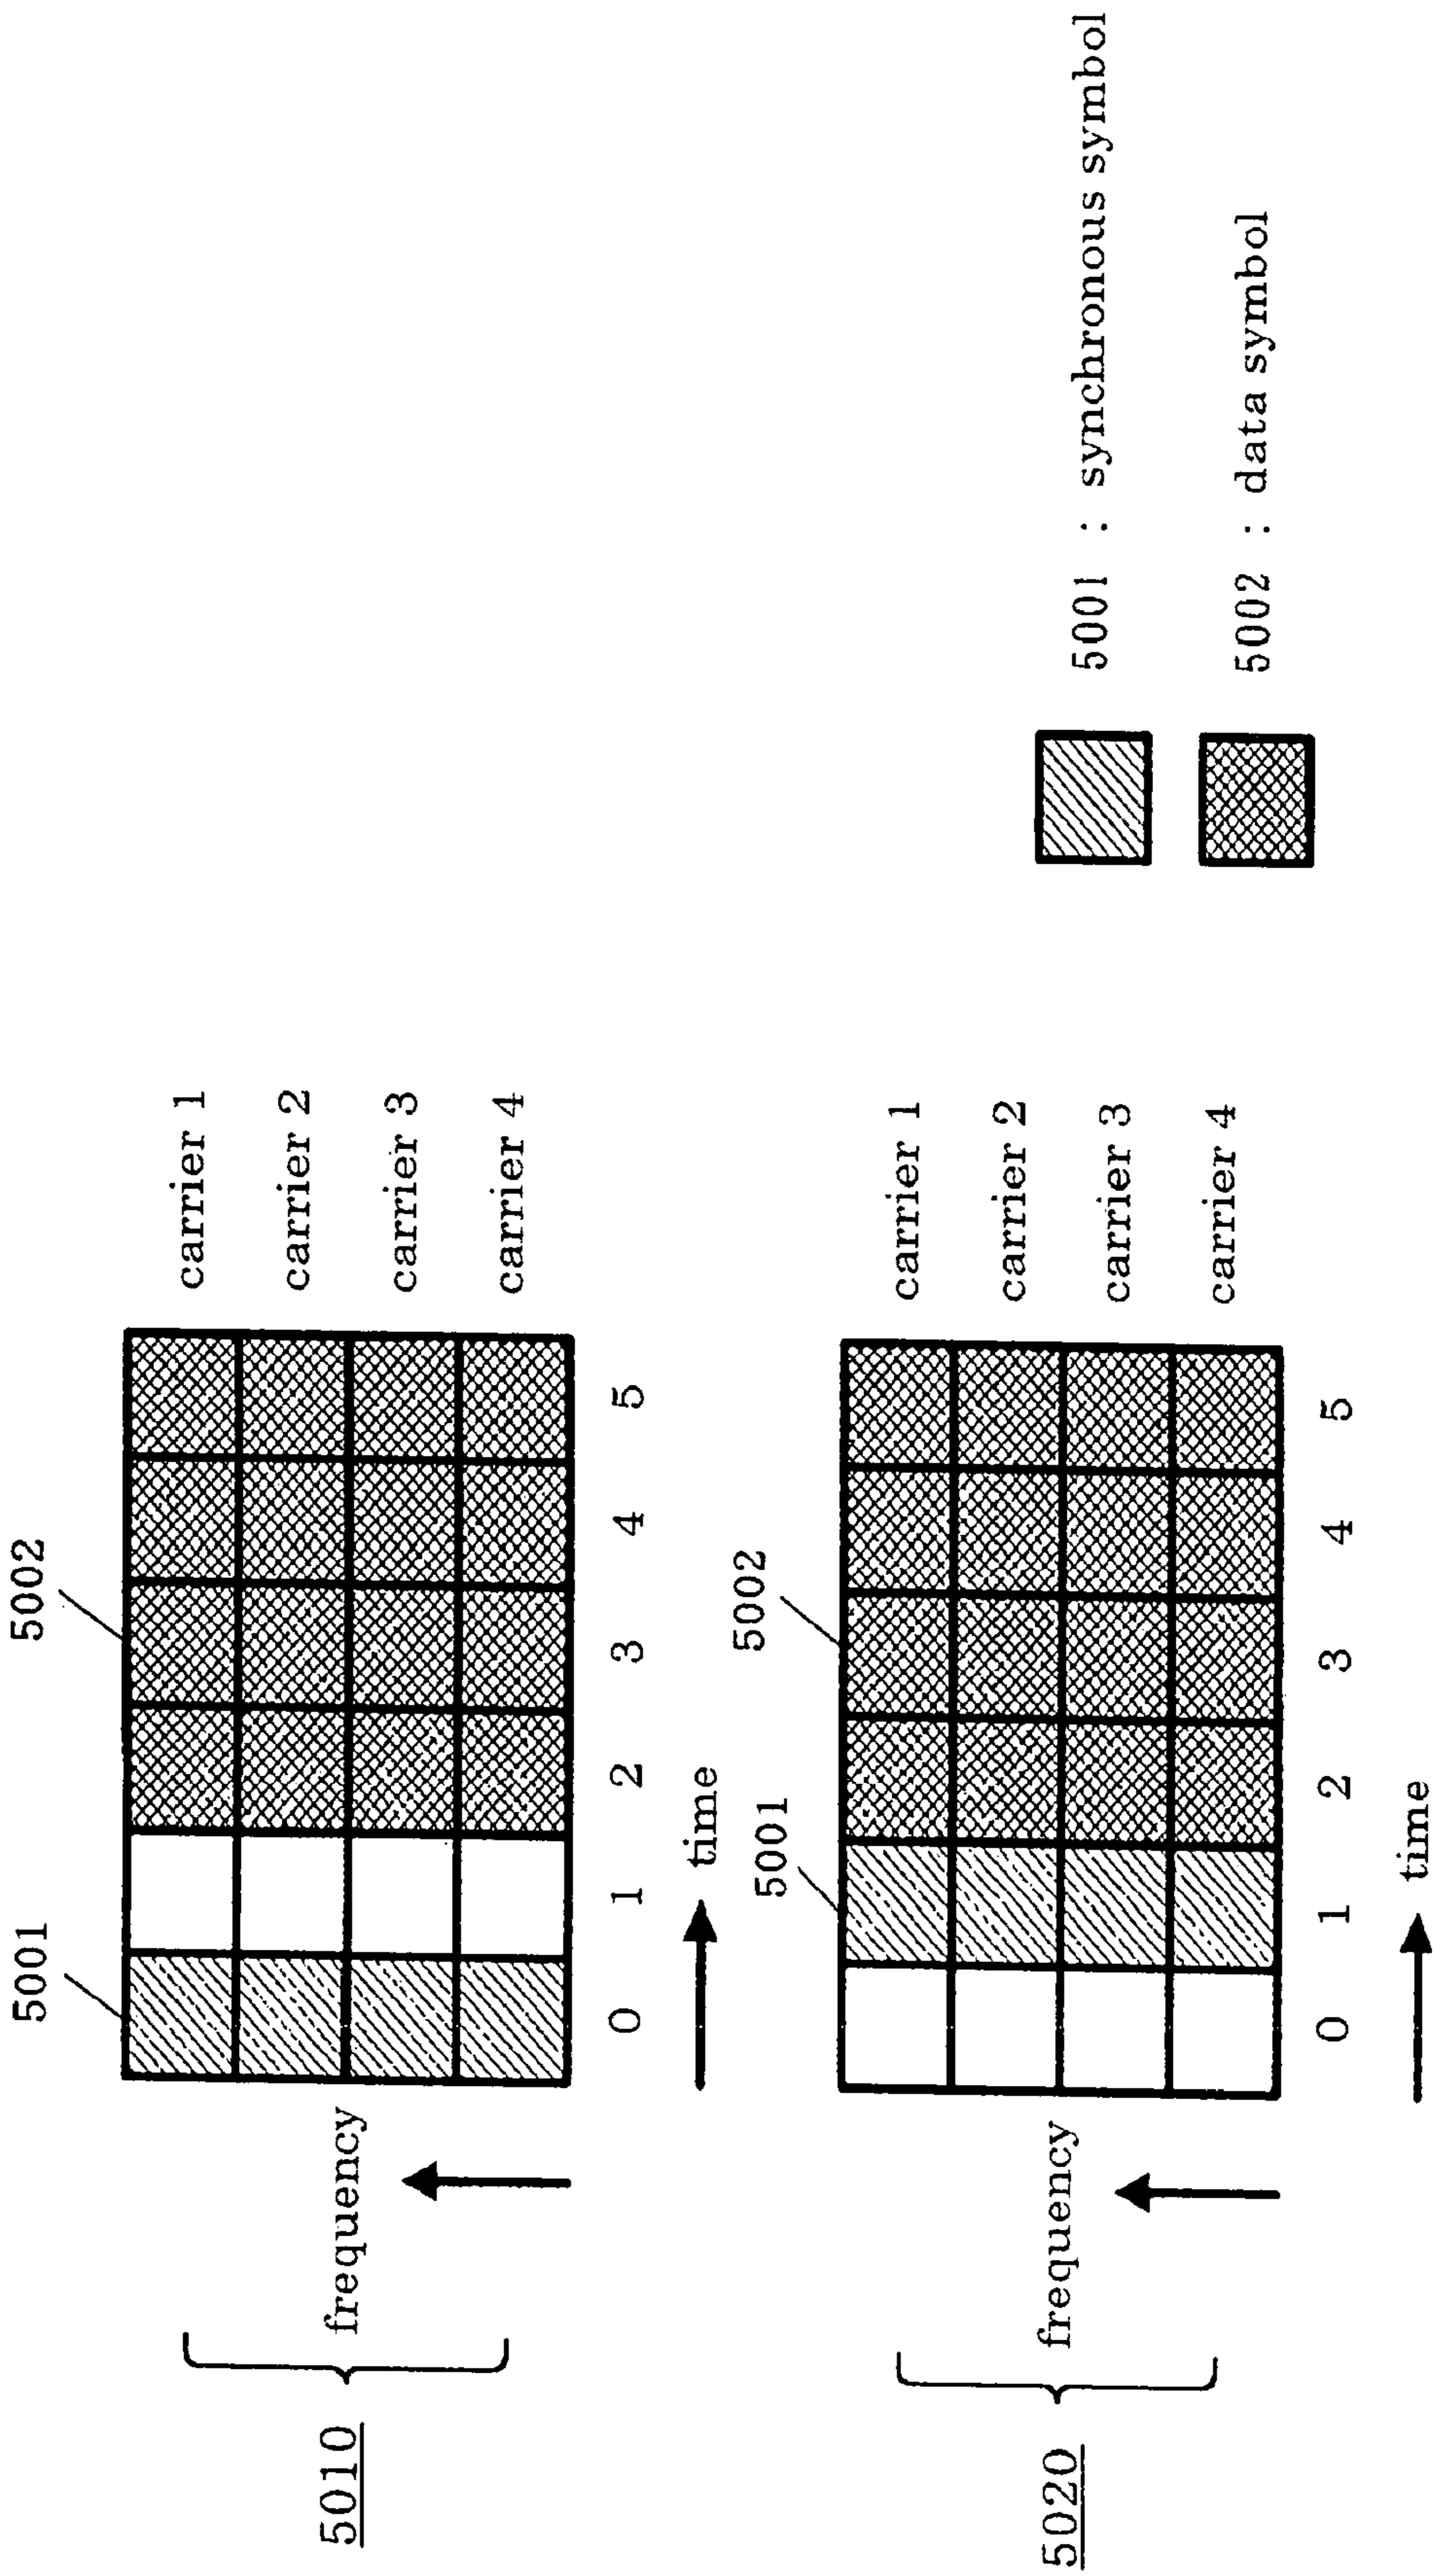 5001
5002
5010
frequency
carrier 1
carrier 2
carrier 3
carrier 4
0 1 2 3 4 5
time
5001
5002
5020
frequency
carrier 1
carrier 2
carrier 3
carrier 4
0 1 2 3 4 5
time
5001 : synchronous symbol
5002 : data symbol